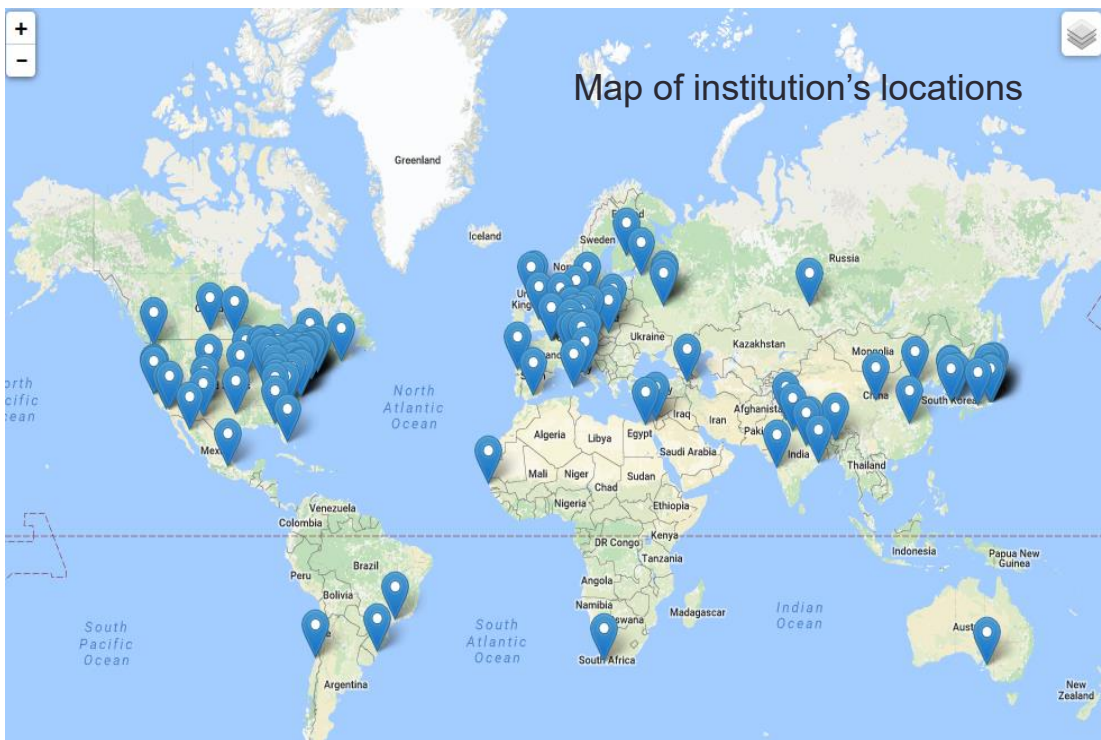 +
−
Map of institution’s locations
Greenland
Iceland
Sweden
Russia
Ukraine
Kazakhstan
Mongolia
North
Atlantic
Ocean
Iraq
Iran
Afghanistan
China
South Korea
Algeria
Libya
Egypt
Saudi Arabia
India
Thailand
Mali
Niger
Chad
Sudan
Nigeria
Ethiopia
Venezuela
Colombia
DR Congo
Kenya
Tanzania
Indonesia
Papua New
Guinea
Peru
Brazil
Bolivia
Angola
Namibia
Madagascar
South
Pacific
Ocean
South
Atlantic
Ocean
Indian
Ocean
South Africa
Argentina
New
Zealand